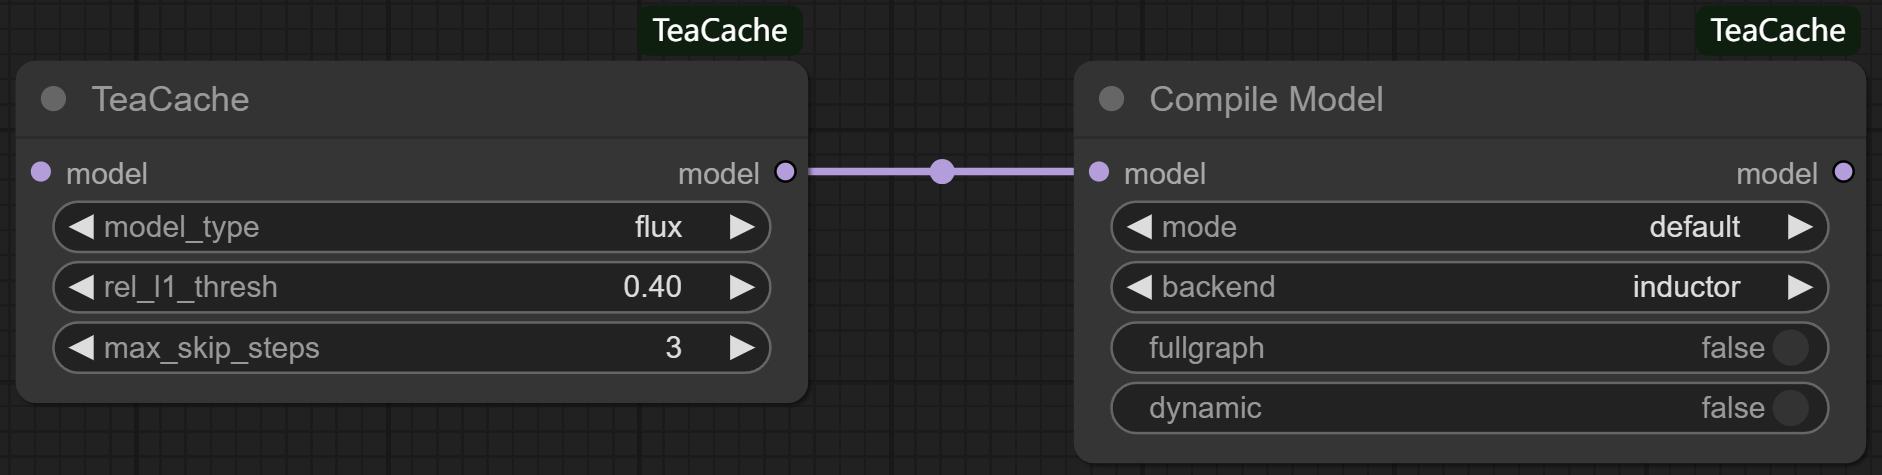 TeaCache
TeaCache
model model
model_type flux
rel_l1_thresh 0.40
max_skip_steps 3
TeaCache
Compile Model
model model
mode default
backend inductor
fullgraph false
dynamic false